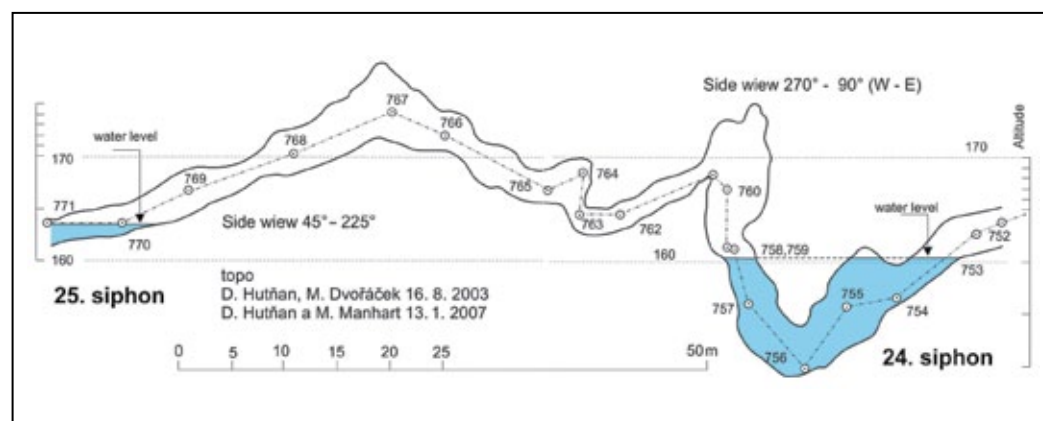 767
766
768
769
771
770
765
764
763
762
760
758,759
757
756
755
754
753
752
Side wiew 270° - 90° (W - E)
Side wiew 45° – 225°
water level
water level
170
160
170
160
Altitude
25. siphon
24. siphon
topo
D. Hutňan, M. Dvořáček 16. 8. 2003
D. Hutňan a M. Manhart 13. 1. 2007
0 5 10 15 20 25 50 m